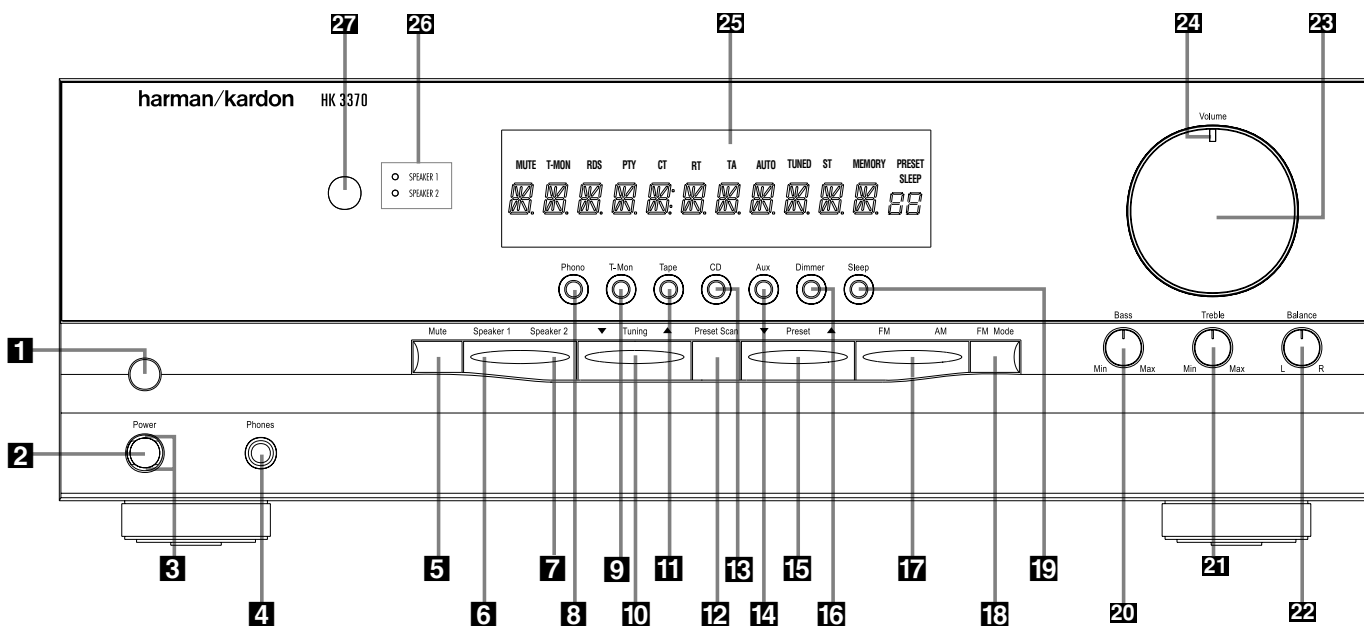 27 26 25 24 23
harman/kardon HK 3370
Volume
SPEAKER 1
SPEAKER 2
MUTE T-MON RDS PTY CT RT TA AUTO TUNED ST MEMORY PRESET
SLEEP
Phono T-Mon Tape CD Aux Dimmer Sleep
Mute Speaker 1 Speaker 2 ▼ Tuning ▲ Preset Scan ▼ Preset ▲ FM AM FM Mode
Bass Treble Balance
Min Max Min Max L R
1
Power Phones
2
3 5 7 9 11 13 15 17 19 21
4 6 8 10 12 14 16 18 20 22